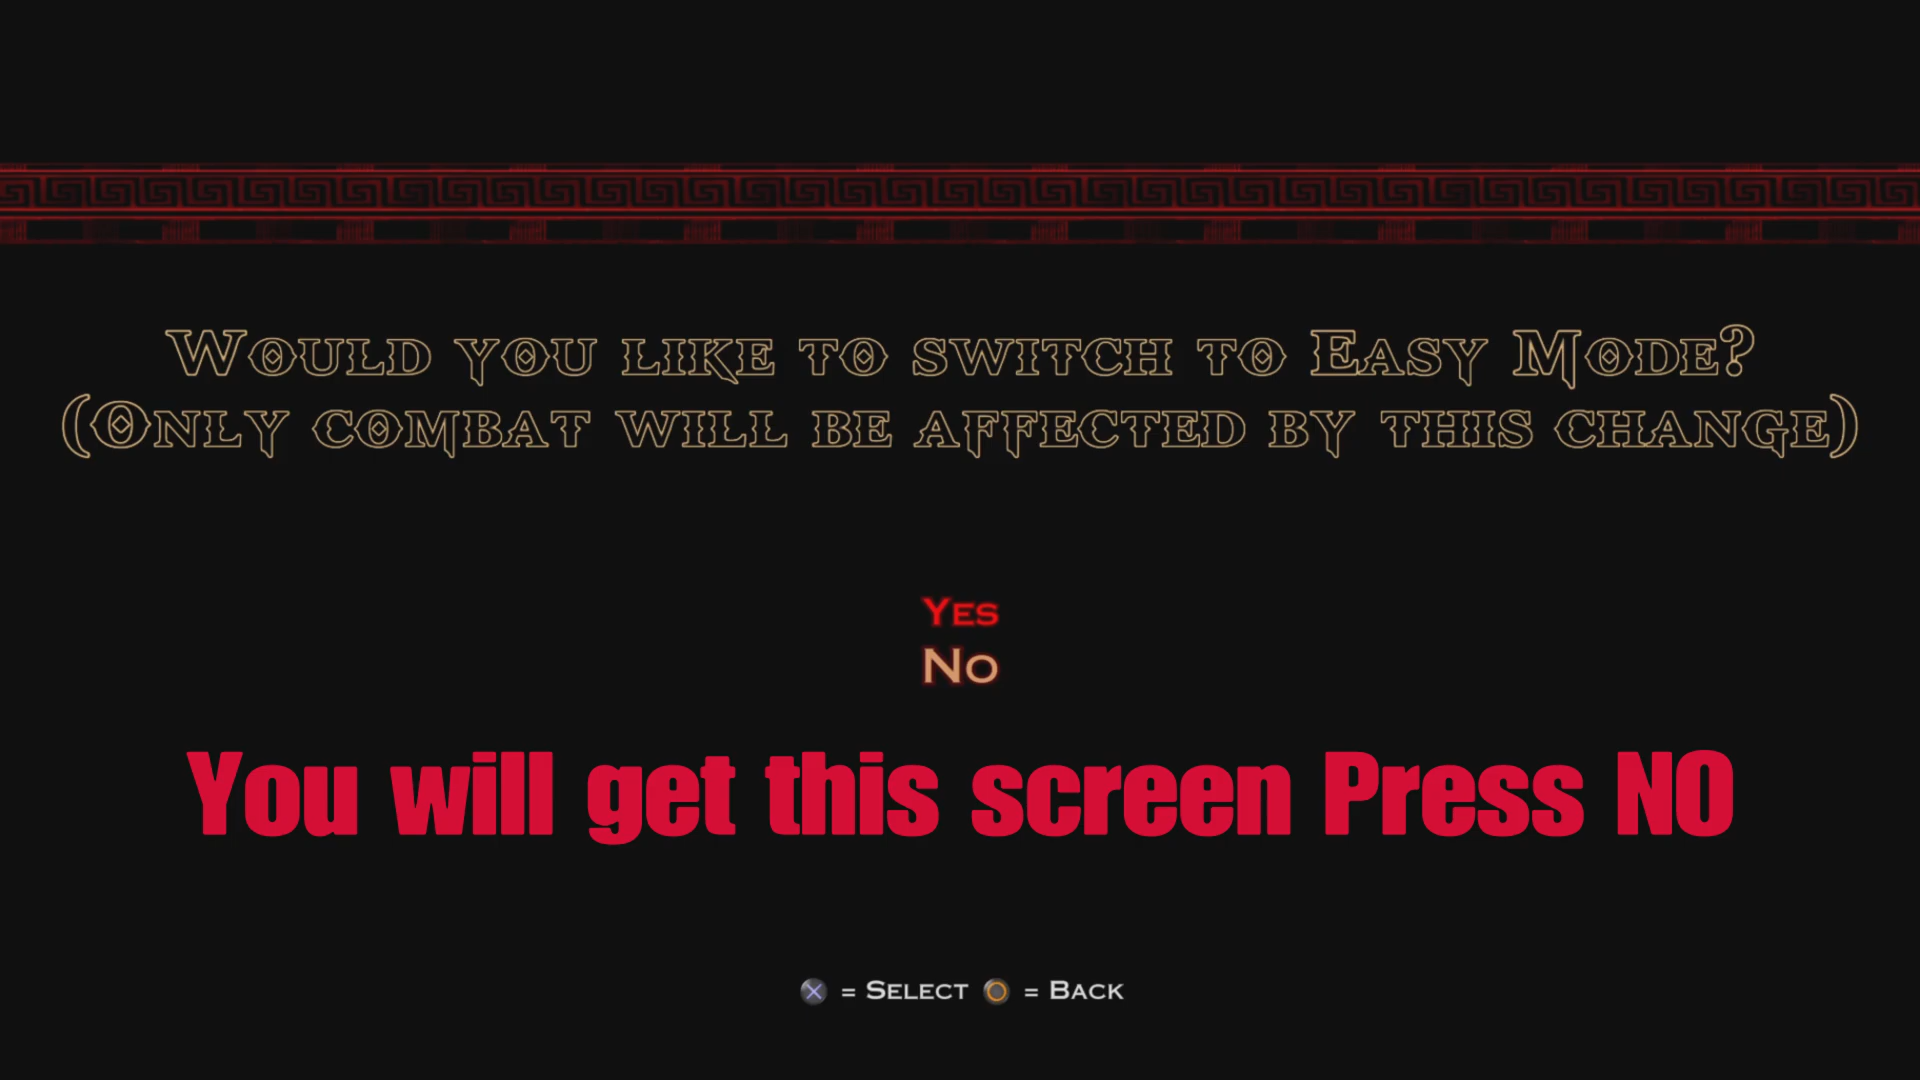 Would you like to switch to Easy Mode?
(Only combat will be affected by this change)
Yes
No
You will get this screen Press NO
= Select = Back